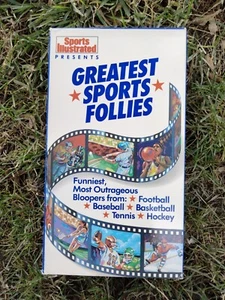 Sports
Illustrated
PRESENTS
GREATEST
★ SPORTS ★
FOLLIES
Funniest,
Most Outrageous
Bloopers from: ★ Football
★ Baseball ★ Basketball
★ Tennis ★ Hockey